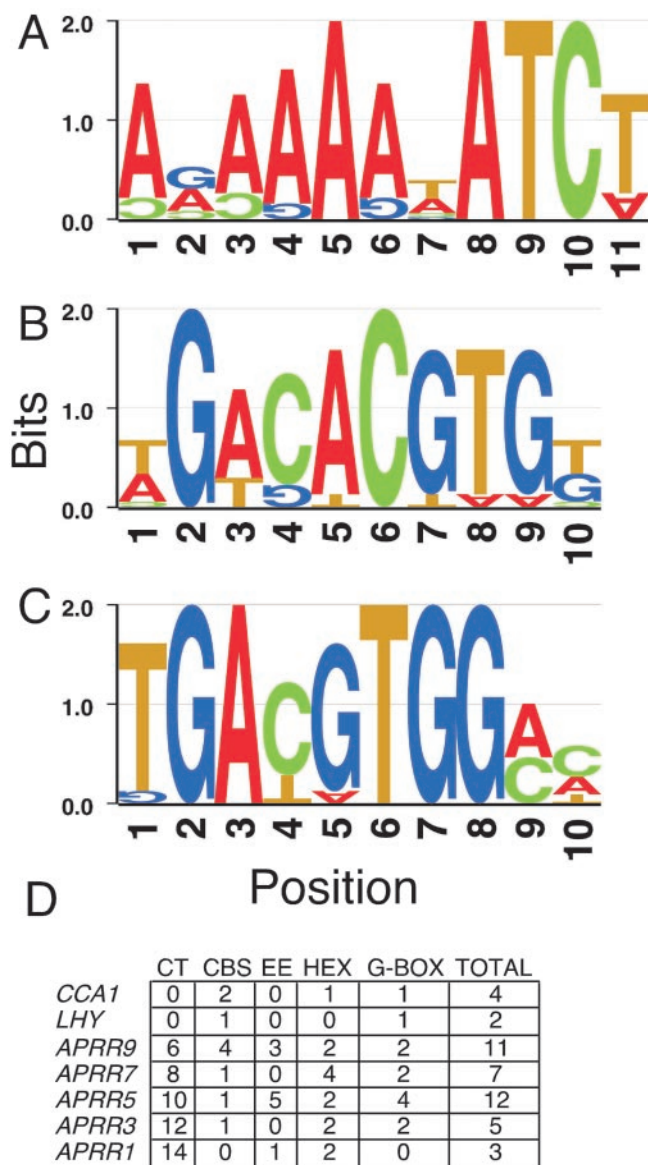 A
2.0
1.0
0.0
A G A A A A T A T C T
C A C G G A A
1 2 3 4 5 6 7 8 9 10 11
B
2.0
1.0
0.0
T G A C A C G T G T
A T G T T A A G
1 2 3 4 5 6 7 8 9 10
Bits
C
2.0
1.0
0.0
T G A C G T G G A C
G T A C A
T
1 2 3 4 5 6 7 8 9 10
Position
D
CT CBS EE HEX G-BOX TOTAL
CCA1 0 2 0 1 1 4
LHY 0 1 0 0 1 2
APRR9 6 4 3 2 2 11
APRR7 8 1 0 4 2 7
APRR5 10 1 5 2 4 12
APRR3 12 1 0 2 2 5
APRR1 14 0 1 2 0 3